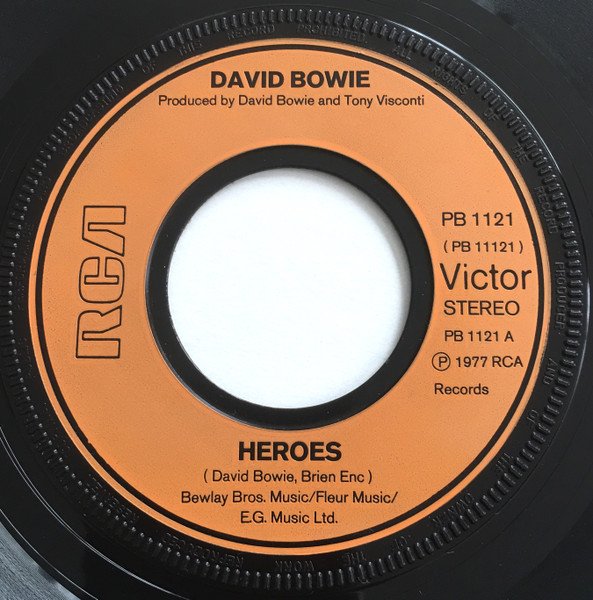 DAVID BOWIE
Produced by David Bowie and Tony Visconti
RCA
PB 1121
( PB 11121 )
Victor
STEREO
PB 1121 A
Ⓟ 1977 RCA
Records
HEROES
( David Bowie, Brien Enc )
Bewlay Bros. Music/Fleur Music/
E.G. Music Ltd.